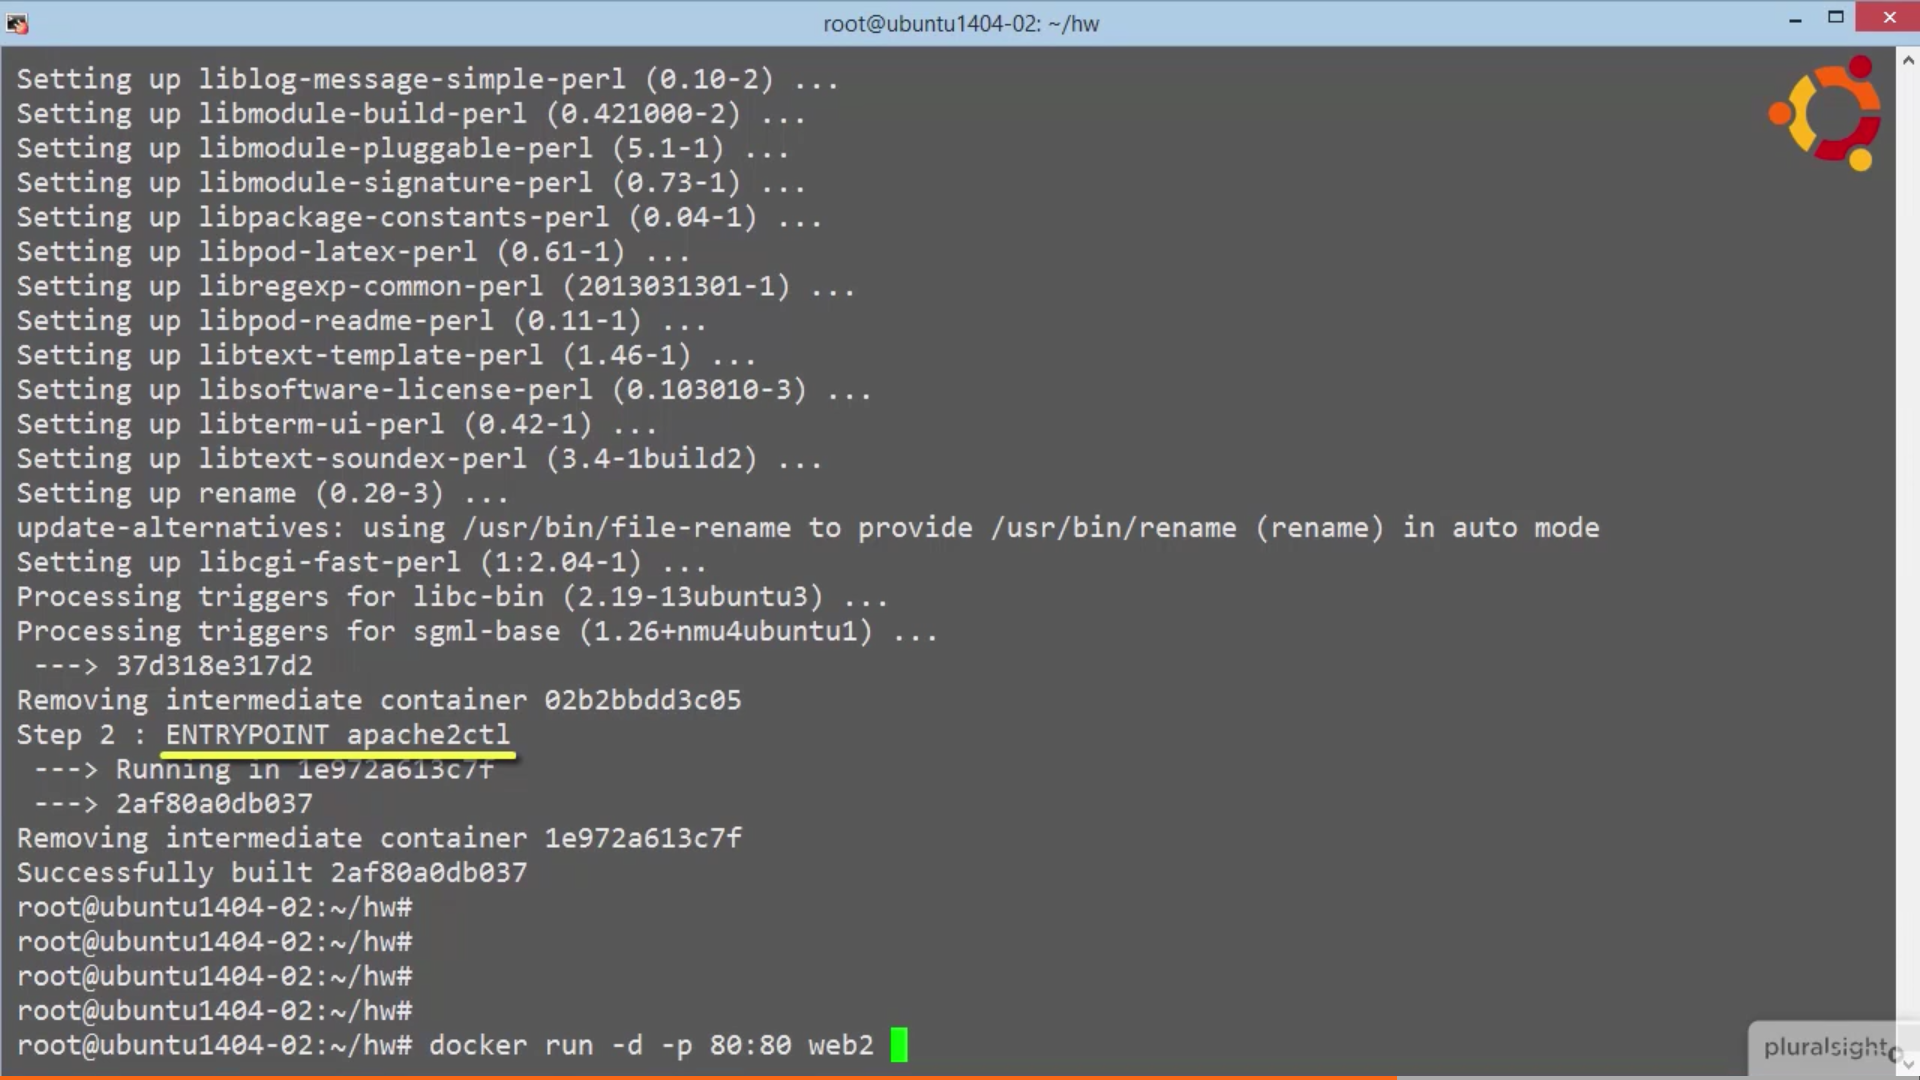 root@ubuntu1404-02: ~/hw
Setting up liblog-message-simple-perl (0.10-2) ...
Setting up libmodule-build-perl (0.421000-2) ...
Setting up libmodule-pluggable-perl (5.1-1) ...
Setting up libmodule-signature-perl (0.73-1) ...
Setting up libpackage-constants-perl (0.04-1) ...
Setting up libpod-latex-perl (0.61-1) ...
Setting up libregexp-common-perl (2013031301-1) ...
Setting up libpod-readme-perl (0.11-1) ...
Setting up libtext-template-perl (1.46-1) ...
Setting up libsoftware-license-perl (0.103010-3) ...
Setting up libterm-ui-perl (0.42-1) ...
Setting up libtext-soundex-perl (3.4-1build2) ...
Setting up rename (0.20-3) ...
update-alternatives: using /usr/bin/file-rename to provide /usr/bin/rename (rename) in auto mode
Setting up libcgi-fast-perl (1:2.04-1) ...
Processing triggers for libc-bin (2.19-13ubuntu3) ...
Processing triggers for sgml-base (1.26+nmu4ubuntu1) ...
 ---> 37d318e317d2
Removing intermediate container 02b2bbdd3c05
Step 2 : ENTRYPOINT apache2ctl
 ---> Running in 1e972a613c7f
 ---> 2af80a0db037
Removing intermediate container 1e972a613c7f
Successfully built 2af80a0db037
root@ubuntu1404-02:~/hw#
root@ubuntu1404-02:~/hw#
root@ubuntu1404-02:~/hw#
root@ubuntu1404-02:~/hw#
root@ubuntu1404-02:~/hw# docker run -d -p 80:80 web2
pluralsight